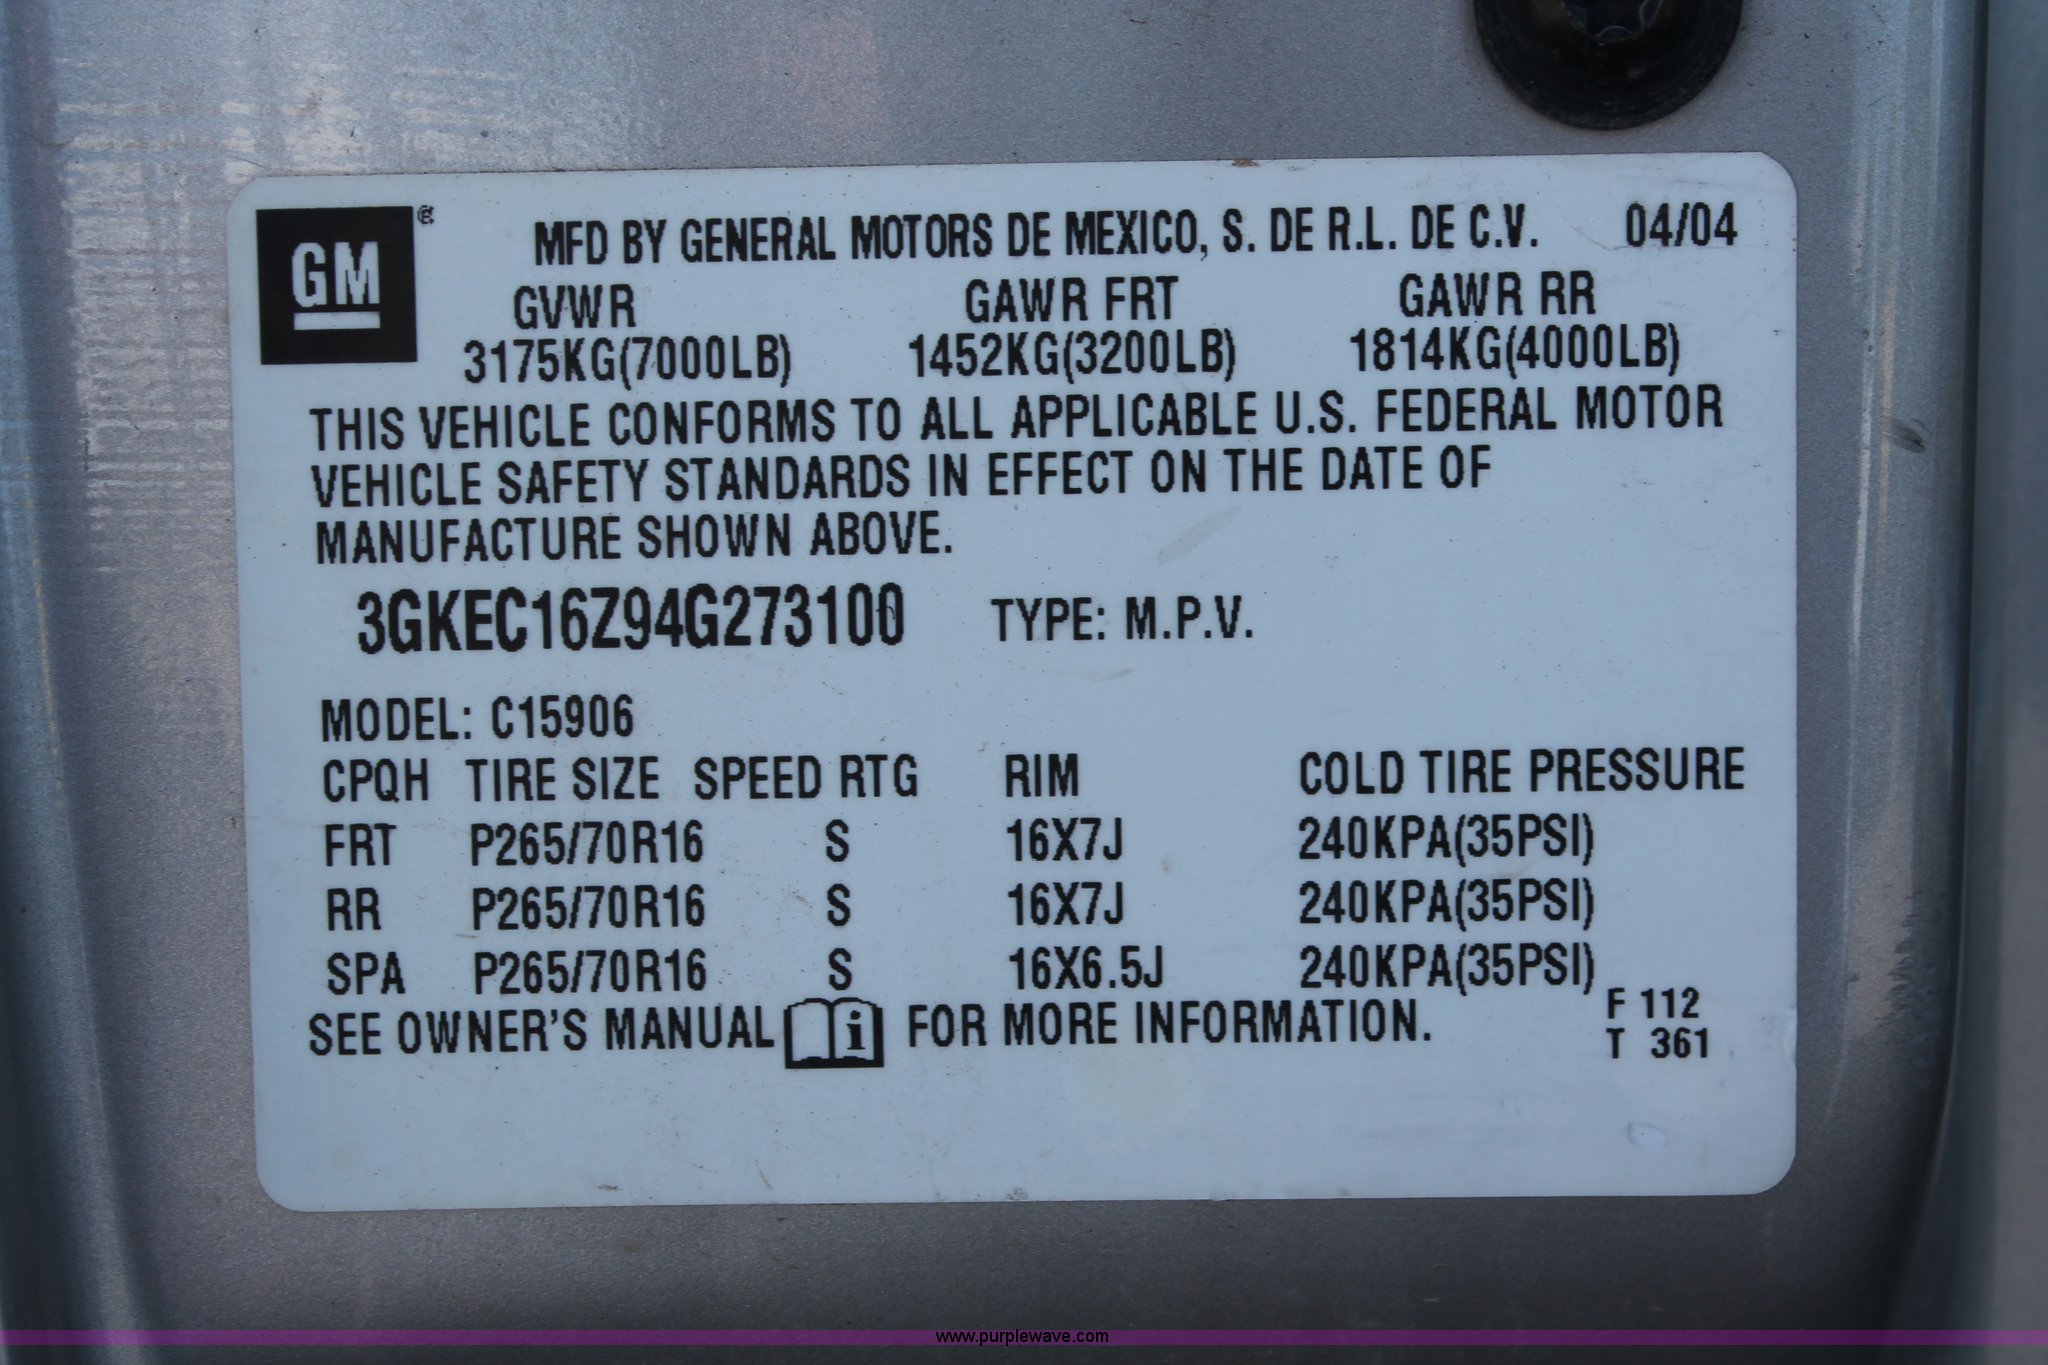 GM ®
MFD BY GENERAL MOTORS DE MEXICO, S. DE R.L. DE C.V. 04/04
GVWR GAWR FRT GAWR RR
3175KG(7000LB) 1452KG(3200LB) 1814KG(4000LB)
THIS VEHICLE CONFORMS TO ALL APPLICABLE U.S. FEDERAL MOTOR
VEHICLE SAFETY STANDARDS IN EFFECT ON THE DATE OF
MANUFACTURE SHOWN ABOVE.
3GKEC16Z94G273100 TYPE: M.P.V.
MODEL: C15906
CPQH TIRE SIZE SPEED RTG RIM COLD TIRE PRESSURE
FRT P265/70R16 S 16X7J 240KPA(35PSI)
RR P265/70R16 S 16X7J 240KPA(35PSI)
SPA P265/70R16 S 16X6.5J 240KPA(35PSI)
SEE OWNER'S MANUAL i FOR MORE INFORMATION.
F 112
T 361
www.purplewave.com